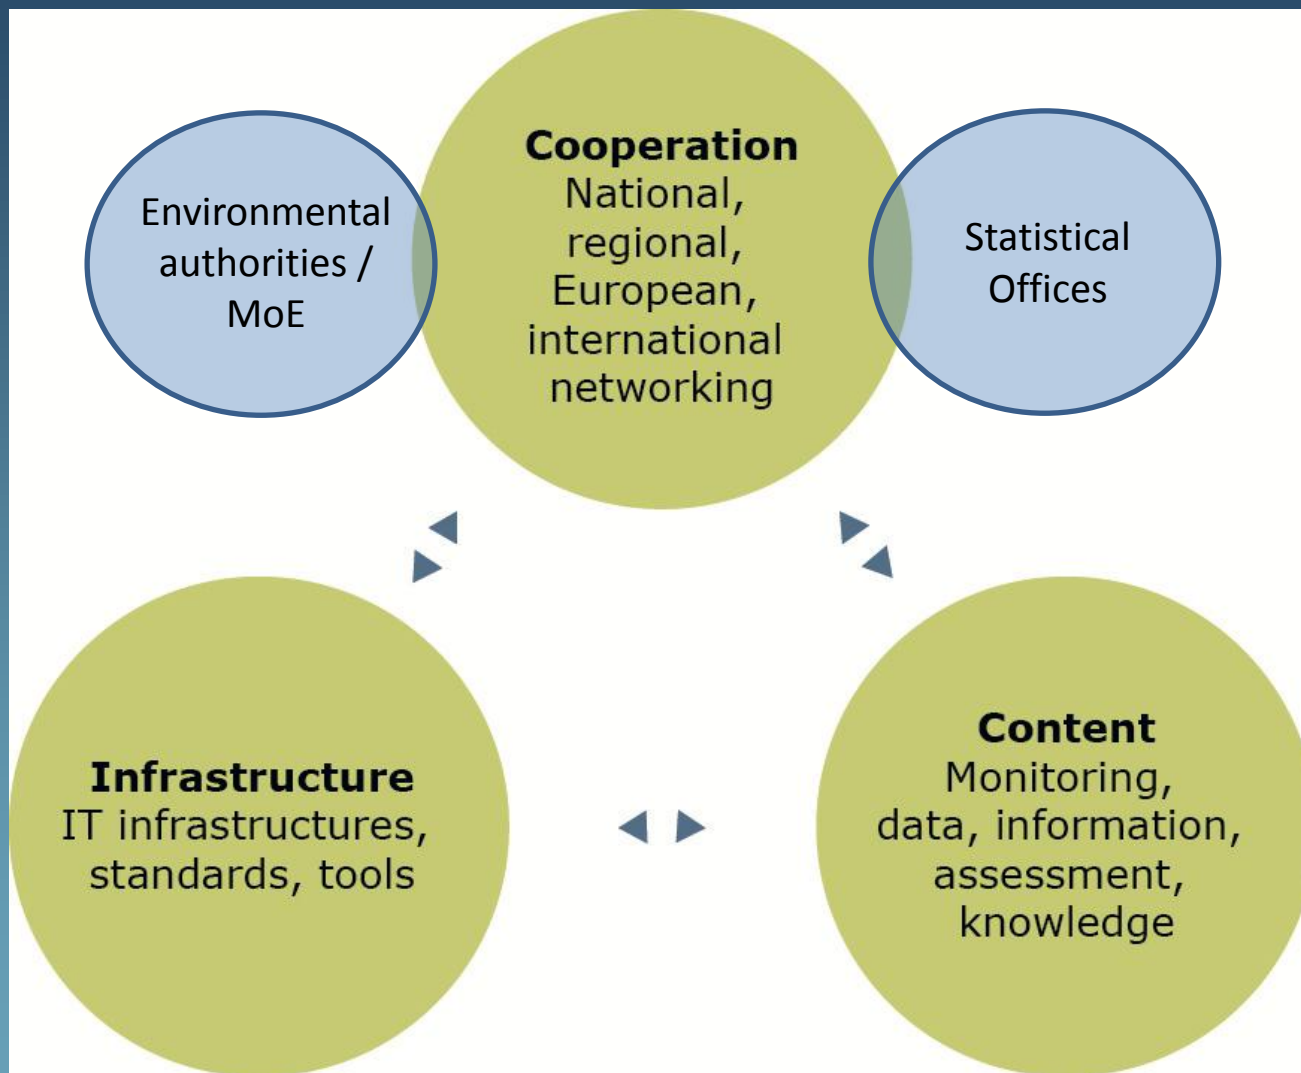 Cooperation
National,
regional,
European,
international
networking
Environmental
authorities /
MoE
Statistical
Offices
Infrastructure
IT infrastructures,
standards, tools
Content
Monitoring,
data, information,
assessment,
knowledge